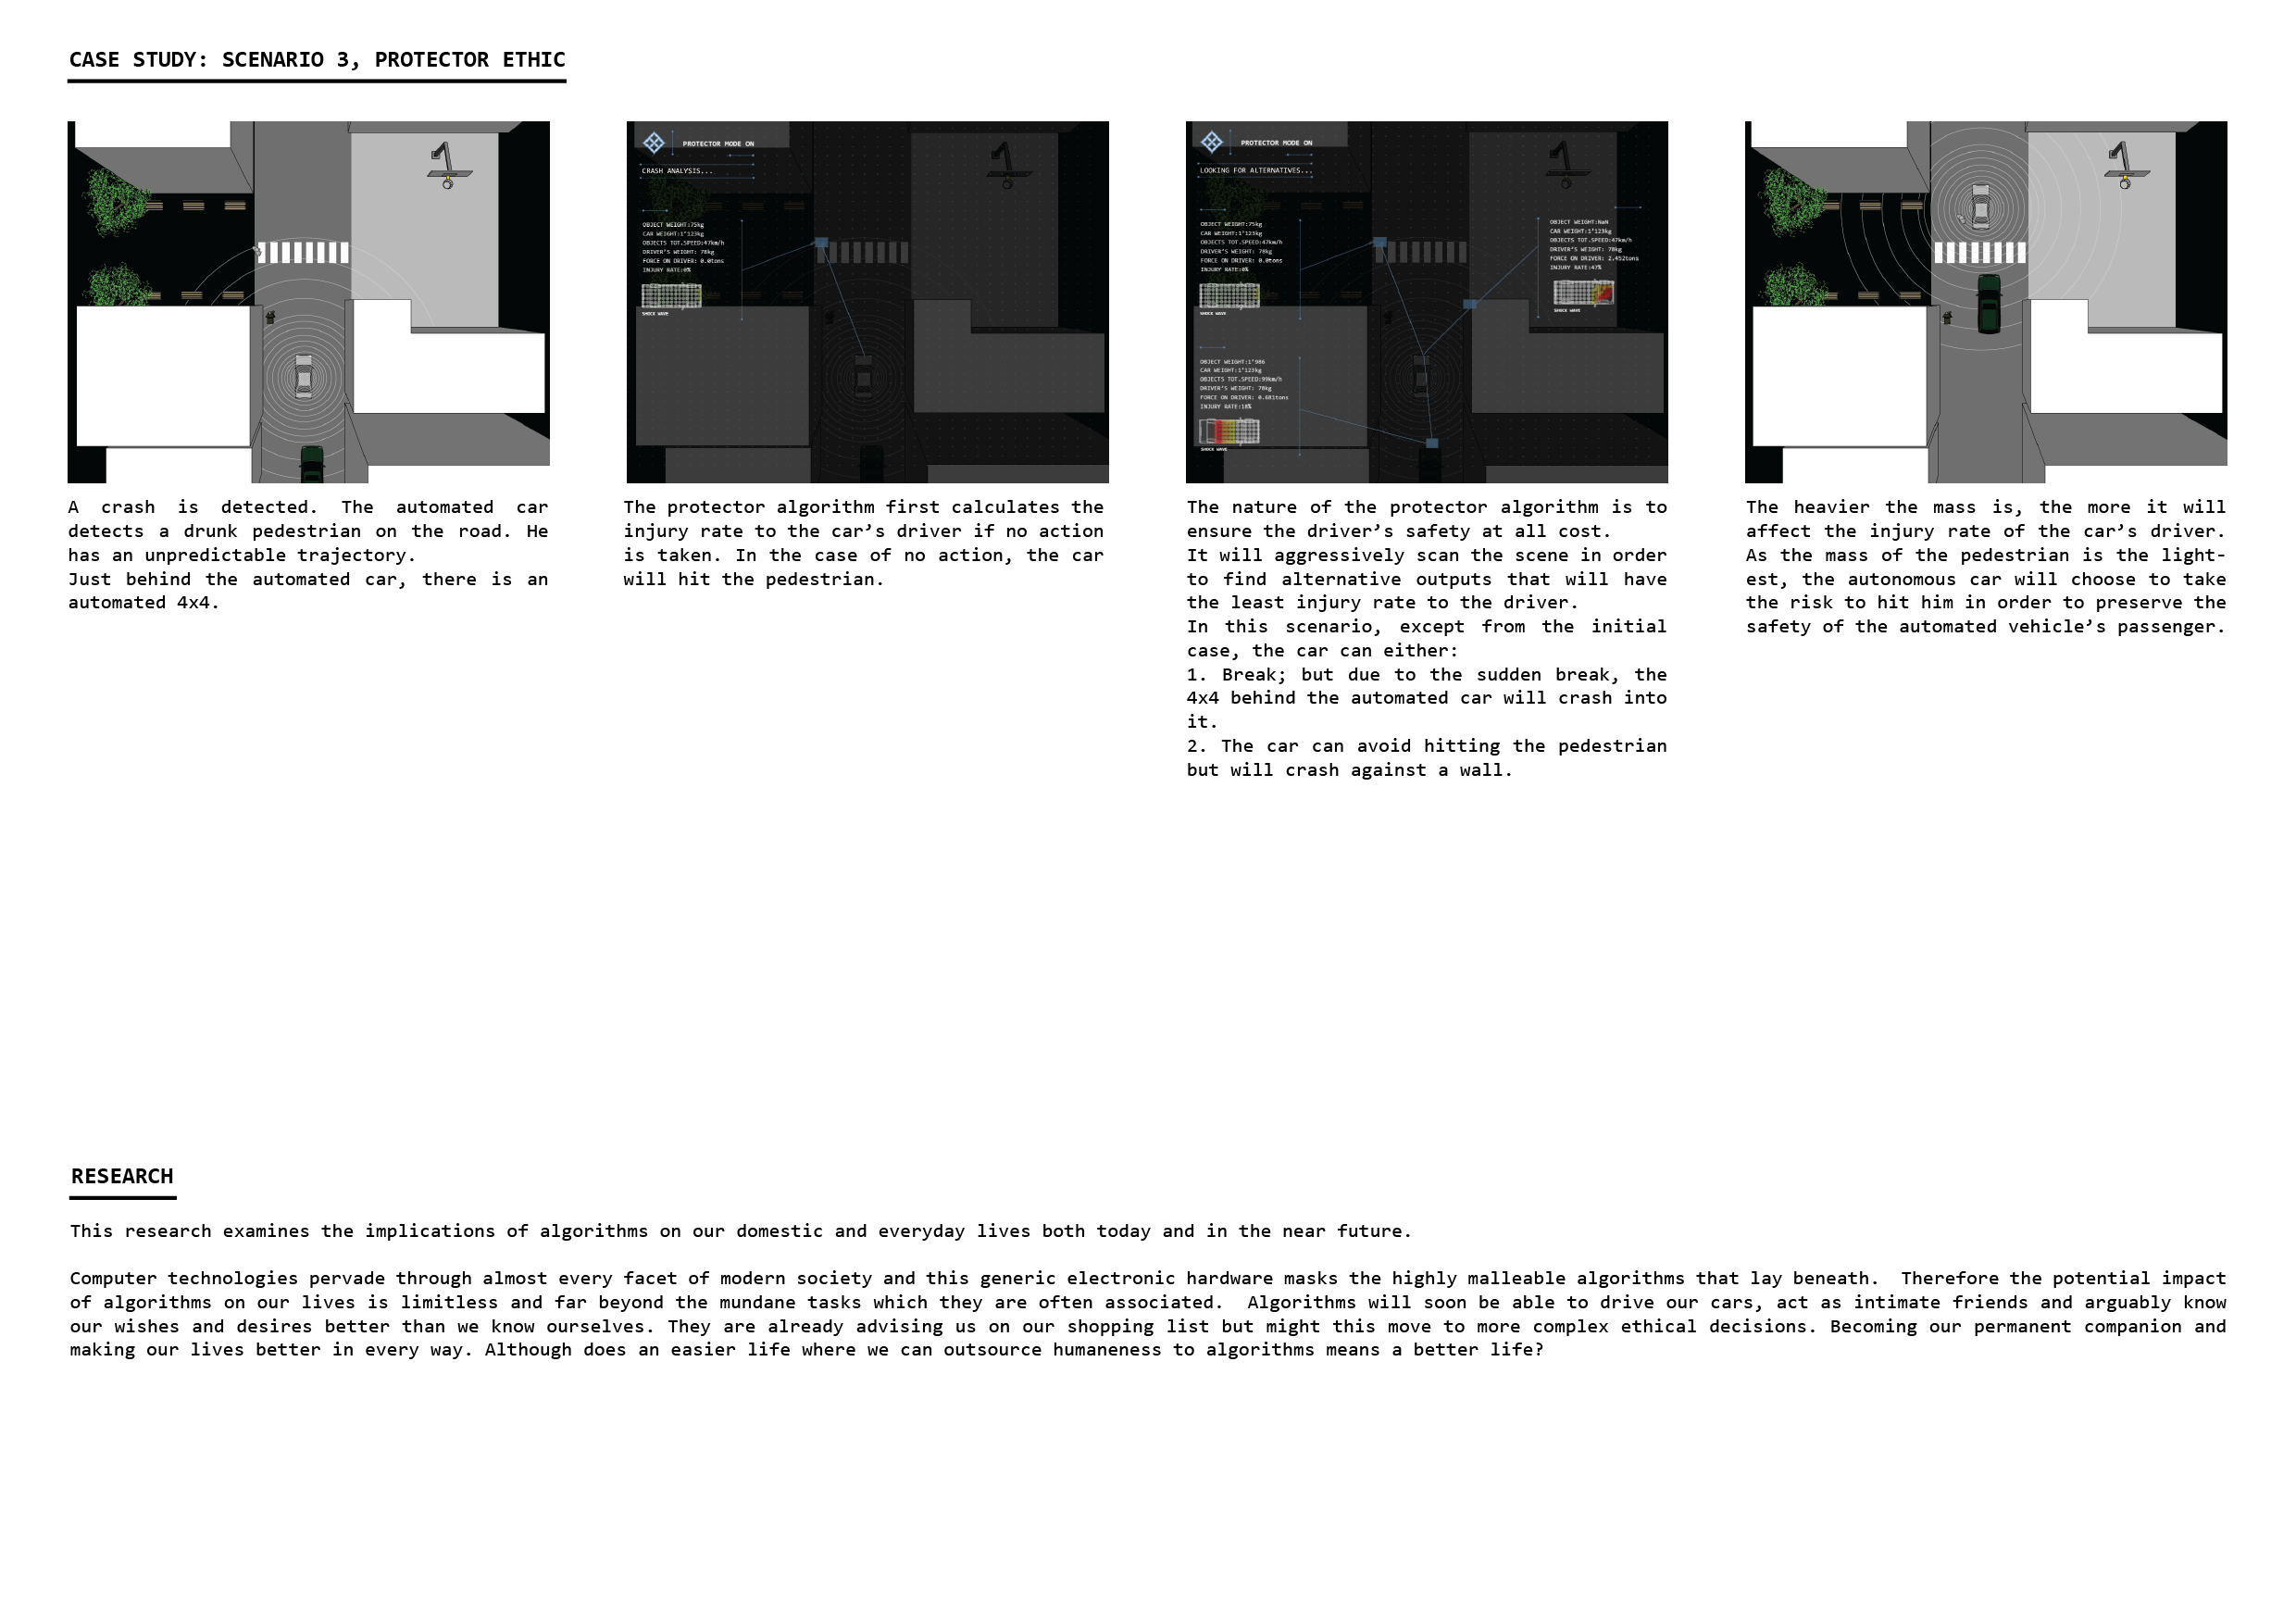 CASE STUDY: SCENARIO 3, PROTECTOR ETHIC
PROTECTOR MODE ON
CRASH ANALYSIS...
OBJECT WEIGHT:75kg
CAR WEIGHT:1"123kg
OBJECTS TOT.SPEED:47km/h
DRIVER'S WEIGHT: 78kg
FORCE ON DRIVER: 0.0tons
INJURY RATE:0%
SHOCK WAVE
PROTECTOR MODE ON
LOOKING FOR ALTERNATIVES...
OBJECT WEIGHT:75kg
CAR WEIGHT:1"123kg
OBJECTS TOT.SPEED:47km/h
DRIVER'S WEIGHT: 78kg
FORCE ON DRIVER: 0.0tons
INJURY RATE:0%
SHOCK WAVE
OBJECT WEIGHT:NaN
CAR WEIGHT:1"123kg
OBJECTS TOT.SPEED:47km/h
DRIVER'S WEIGHT: 78kg
FORCE ON DRIVER: 2.452tons
INJURY RATE:47%
SHOCK WAVE
OBJECT WEIGHT:1"986
CAR WEIGHT:1"123kg
OBJECTS TOT.SPEED:99km/h
DRIVER'S WEIGHT: 78kg
FORCE ON DRIVER: 0.681tons
INJURY RATE:18%
SHOCK WAVE
A crash is detected. The automated car
detects a drunk pedestrian on the road. He
has an unpredictable trajectory.
Just behind the automated car, there is an
automated 4x4.
The protector algorithm first calculates the
injury rate to the car’s driver if no action
is taken. In the case of no action, the car
will hit the pedestrian.
The nature of the protector algorithm is to
ensure the driver’s safety at all cost.
It will aggressively scan the scene in order
to find alternative outputs that will have
the least injury rate to the driver.
In this scenario, except from the initial
case, the car can either:
1. Break; but due to the sudden break, the
4x4 behind the automated car will crash into
it.
2. The car can avoid hitting the pedestrian
but will crash against a wall.
The heavier the mass is, the more it will
affect the injury rate of the car’s driver.
As the mass of the pedestrian is the light-
est, the autonomous car will choose to take
the risk to hit him in order to preserve the
safety of the automated vehicle’s passenger.
RESEARCH
This research examines the implications of algorithms on our domestic and everyday lives both today and in the near future.
Computer technologies pervade through almost every facet of modern society and this generic electronic hardware masks the highly malleable algorithms that lay beneath.  Therefore the potential impact
of algorithms on our lives is limitless and far beyond the mundane tasks which they are often associated.  Algorithms will soon be able to drive our cars, act as intimate friends and arguably know
our wishes and desires better than we know ourselves. They are already advising us on our shopping list but might this move to more complex ethical decisions. Becoming our permanent companion and
making our lives better in every way. Although does an easier life where we can outsource humaneness to algorithms means a better life?